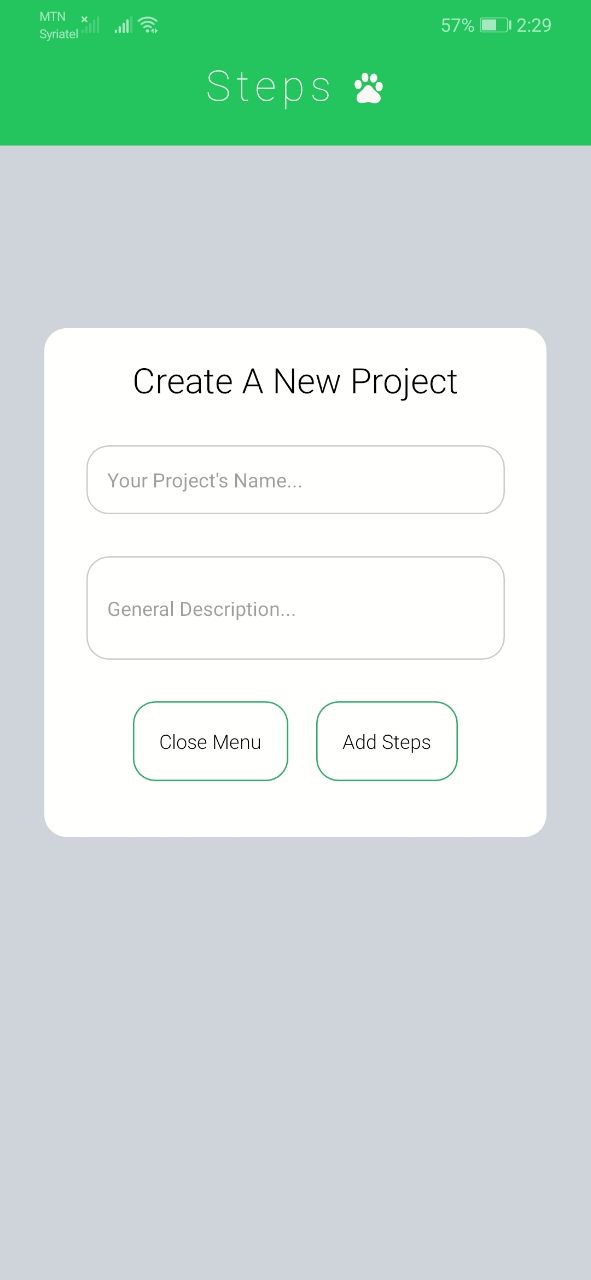 MTN
Syriatel
57% 2:29
Steps
Create A New Project
Your Project's Name...
General Description...
Close Menu Add Steps